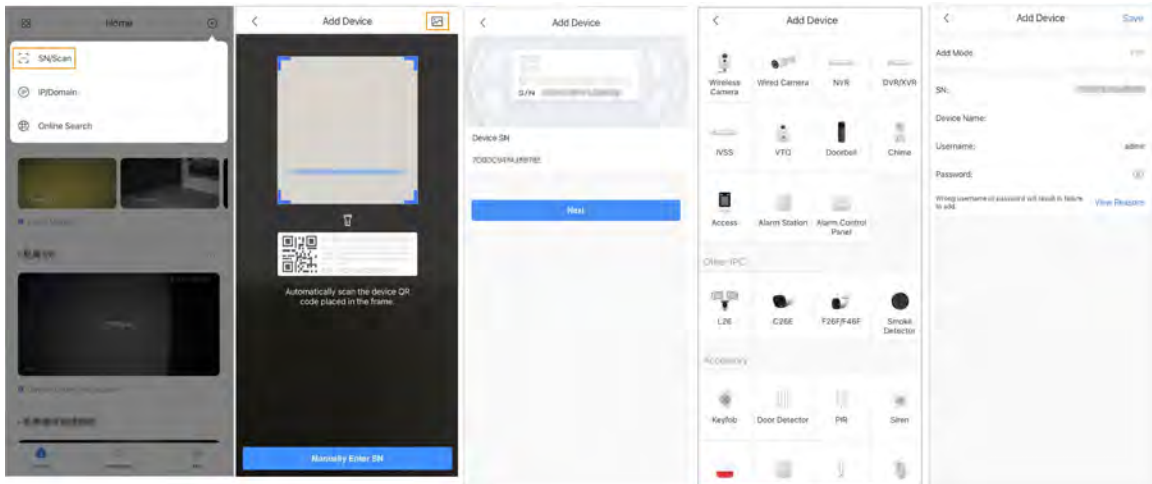 Home
SN/Scan
IP/Domain
Online Search
Add Device
Automatically scan the device QR
code placed in the frame.
Manually Enter SN
Add Device
S/N
Device SN
Next
Add Device
Wireless
Camera
Wired Camera
NVR
DVR/XVR
IVSS
VTO
Doorbell
Chime
Access
Alarm Station
Alarm Control
Panel
Other IPC
L26
C26E
F26F/F46F
Smoke
Detector
Accessory
Keyfob
Door Detector
PIR
Siren
Add Device
Save
Add Mode:
SN:
Device Name:
Username:
admin
Password:
Wrong username or password will result in failure
to add.
View Reasons